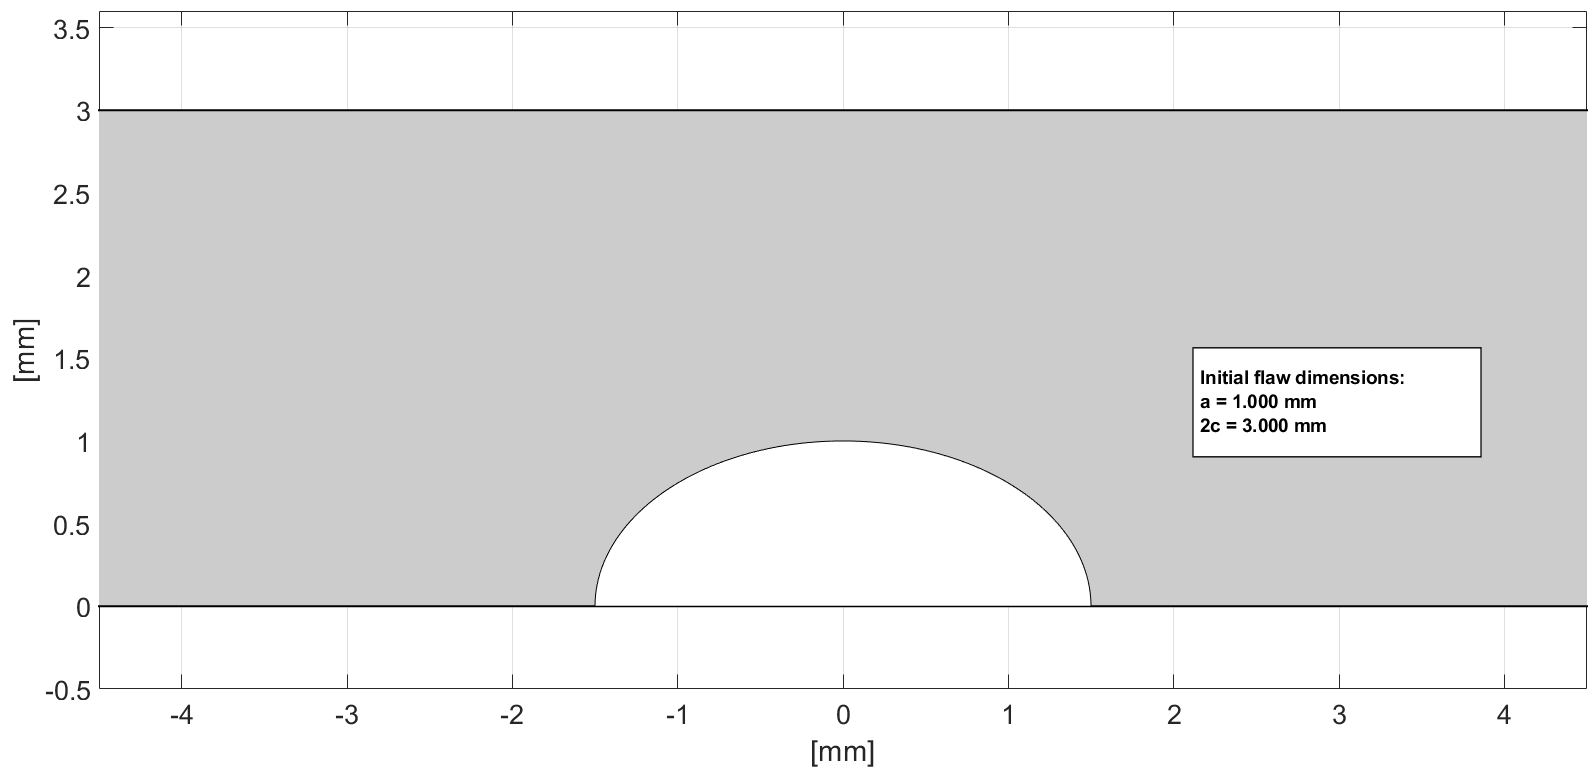 3.5
3
2.5
2
1.5
1
0.5
0
-0.5
[mm]
Initial flaw dimensions:
a = 1.000 mm
2c = 3.000 mm
-4 -3 -2 -1 0 1 2 3 4
[mm]